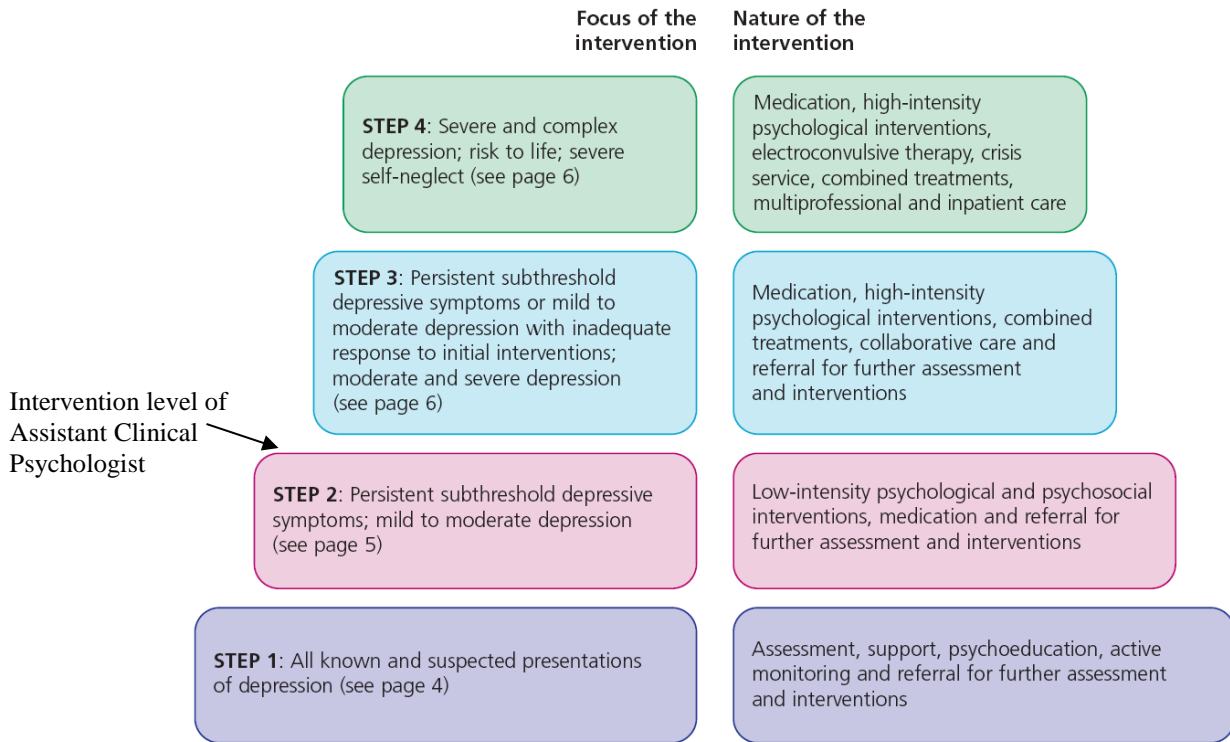 Focus of the
intervention
Nature of the
intervention
STEP 4: Severe and complex
depression; risk to life; severe
self-neglect (see page 6)
Medication, high-intensity
psychological interventions,
electroconvulsive therapy, crisis
service, combined treatments,
multiprofessional and inpatient care
STEP 3: Persistent subthreshold
depressive symptoms or mild to
moderate depression with inadequate
response to initial interventions;
moderate and severe depression
(see page 6)
Medication, high-intensity
psychological interventions, combined
treatments, collaborative care and
referral for further assessment
and interventions
Intervention level of
Assistant Clinical
Psychologist
STEP 2: Persistent subthreshold depressive
symptoms; mild to moderate depression
(see page 5)
Low-intensity psychological and psychosocial
interventions, medication and referral for
further assessment and interventions
STEP 1: All known and suspected presentations
of depression (see page 4)
Assessment, support, psychoeducation, active
monitoring and referral for further assessment
and interventions